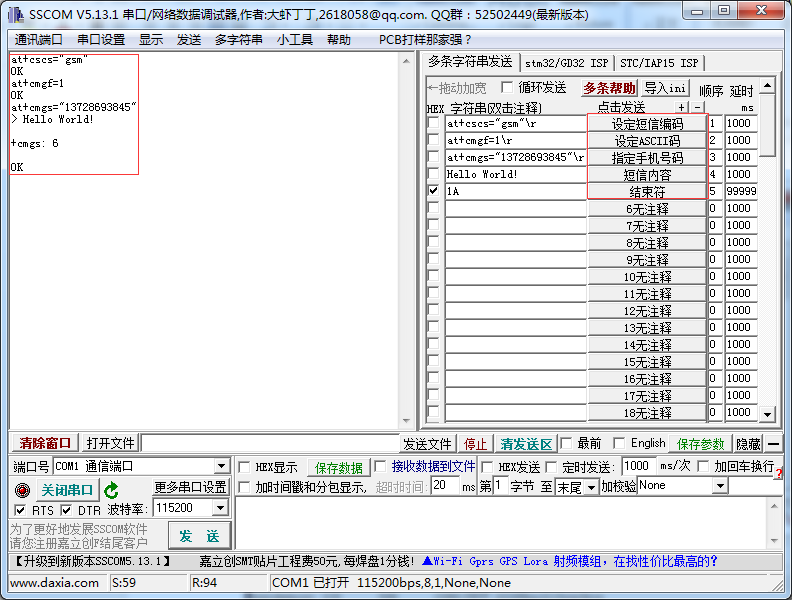 SSCOM V5.13.1 串口/网络数据调试器,作者:大虾丁丁,2618058@qq.com. QQ群：52502449(最新版本)
通讯端口 串口设置 显示 发送 多字符串 小工具 帮助 PCB打样那家强？
at+cscs="gsm"
OK
at+cmgf=1
OK
at+cmgs="13728693845"
> Hello World!
+cmgs: 6
OK
多条字符串发送 stm32/GD32 ISP STC/IAP15 ISP
←拖动加宽 循环发送 多条帮助 导入ini 顺序 延时
HEX 字符串(双击注释) 点击发送 + - ms
at+cscs="gsm"\r 设定短信编码 1 1000
at+cmgf=1\r 设定ASCII码 2 1000
at+cmgs="13728693845"\r 指定手机号码 3 1000
Hello World! 短信内容 4 1000
1A 结束符 5 99999
6无注释 0 1000
7无注释 0 1000
8无注释 0 1000
9无注释 0 1000
10无注释 0 1000
11无注释 0 1000
12无注释 0 1000
13无注释 0 1000
14无注释 0 1000
15无注释 0 1000
16无注释 0 1000
17无注释 0 1000
18无注释 0 1000
清除窗口 打开文件 发送文件 停止 清发送区 最前 English 保存参数 隐藏 —
端口号 COM1 通信端口 HEX显示 保存数据 接收数据到文件 HEX发送 定时发送: 1000 ms/次 加回车换行 ?
关闭串口 更多串口设置 加时间戳和分包显示, 超时时间: 20 ms 第 1 字节 至 末尾 加校验 None
RTS DTR 波特率: 115200
为了更好地发展SSCOM软件
请您注册嘉立创F结尾客户
发 送
【升级到新版本SSCOM5.13.1】 嘉立创SMT贴片工程费50元,每焊盘1分钱! ▲Wi-Fi Gprs GPS Lora 射频模组，在找性价比最高的?
www.daxia.com S:59 R:94 COM1 已打开 115200bps,8,1,None,None